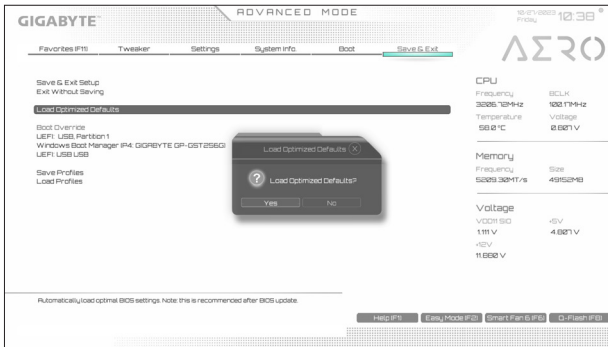 GIGABYTE™
ADVANCED MODE
10-27-2023
Friday
10:38
Favorites (F11)
Tweaker
Settings
System Info.
Boot
Save & Exit
AERO
Save & Exit Setup
Exit Without Saving
Load Optimized Defaults
Boot Override
UEFI: USB, Partition 1
Windows Boot Manager (P4: GIGABYTE GP-GST256G)
UEFI: USB USB
Save Profiles
Load Profiles
Load Optimized Defaults
Load Optimized Defaults?
Yes
No
CPU
Frequency
BCLK
3206.72MHz
100.17MHz
Temperature
Voltage
58.0 °C
0.807 V
Memory
Frequency
Size
5209.30MT/s
49152MB
Voltage
VDD11 SIO
+5V
1.111 V
4.807 V
+12V
11.880 V
Automatically load optimal BIOS settings. Note: this is recommended after BIOS update.
Help (F1)
Easy Mode (F2)
Smart Fan 6 (F6)
Q-Flash (F8)